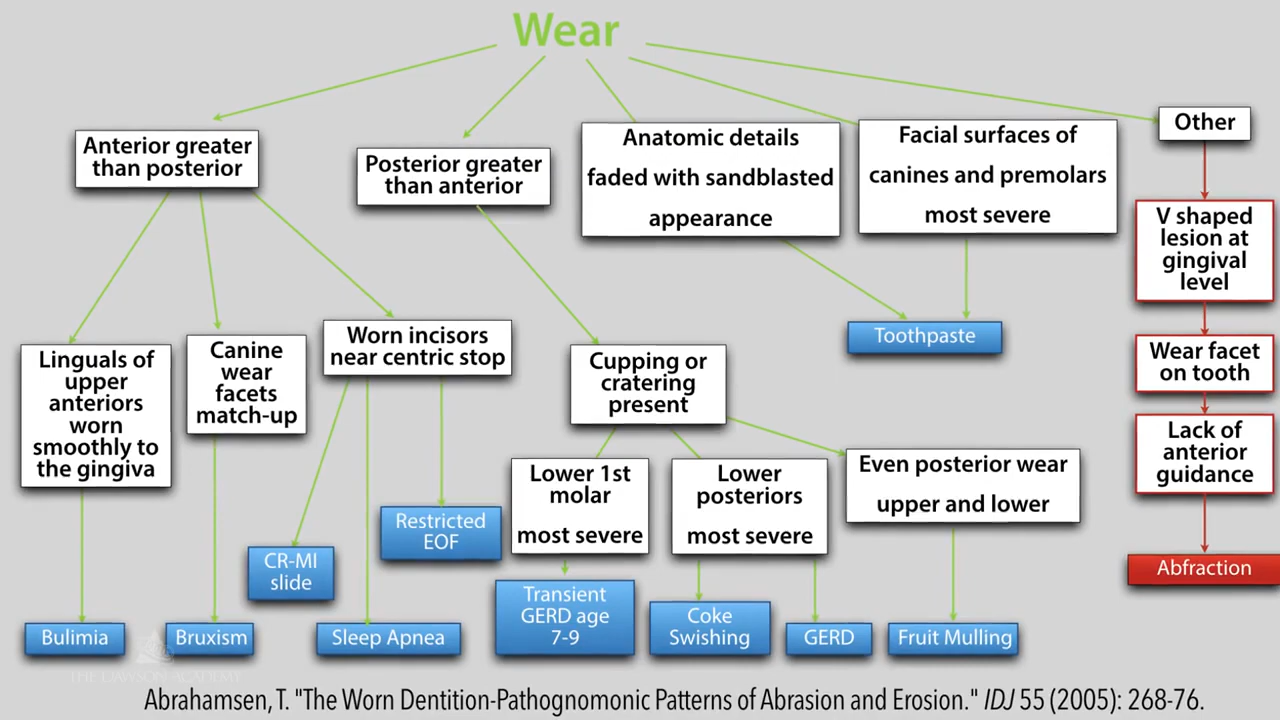 Wear
Anterior greater
than posterior
Posterior greater
than anterior
Anatomic details
faded with sandblasted
appearance
Facial surfaces of
canines and premolars
most severe
Other
V shaped
lesion at
gingival
level
Toothpaste
Linguals of
upper
anteriors
worn
smoothly to
the gingiva
Canine
wear
facets
match-up
Worn incisors
near centric stop
Cupping or
cratering
present
Wear facet
on tooth
Lack of
anterior
guidance
Lower 1st
molar
most severe
Lower
posteriors
most severe
Even posterior wear
upper and lower
Restricted
EOF
CR-MI
slide
Abfraction
Bulimia
Bruxism
Sleep Apnea
Transient
GERD age
7-9
Coke
Swishing
GERD
Fruit Mulling
THE DAWSON ACADEMY
Abrahamsen, T. "The Worn Dentition-Pathognomonic Patterns of Abrasion and Erosion." IDJ 55 (2005): 268-76.